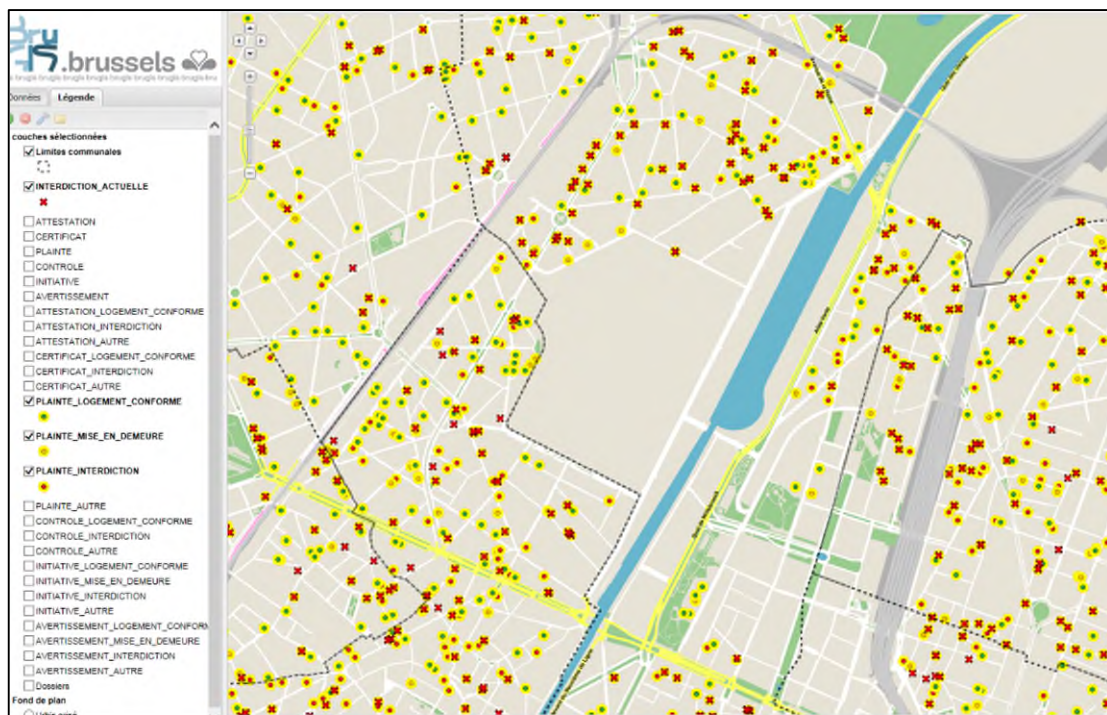 .brussels
Données
Légende
couches sélectionnées
Limites communales
INTERDICTION_ACTUELLE
ATTESTATION
CERTIFICAT
PLAINTE
CONTROLE
INITIATIVE
AVERTISSEMENT
ATTESTATION_LOGEMENT_CONFORME
ATTESTATION_INTERDICTION
ATTESTATION_AUTRE
CERTIFICAT_LOGEMENT_CONFORME
CERTIFICAT_INTERDICTION
CERTIFICAT_AUTRE
PLAINTE_LOGEMENT_CONFORME
PLAINTE_MISE_EN_DEMEURE
PLAINTE_INTERDICTION
PLAINTE_AUTRE
CONTROLE_LOGEMENT_CONFORME
CONTROLE_INTERDICTION
CONTROLE_AUTRE
INITIATIVE_LOGEMENT_CONFORME
INITIATIVE_MISE_EN_DEMEURE
INITIATIVE_INTERDICTION
INITIATIVE_AUTRE
AVERTISSEMENT_LOGEMENT_CONFORM
AVERTISSEMENT_MISE_EN_DEMEURE
AVERTISSEMENT_INTERDICTION
AVERTISSEMENT_AUTRE
Dossiers
Fond de plan